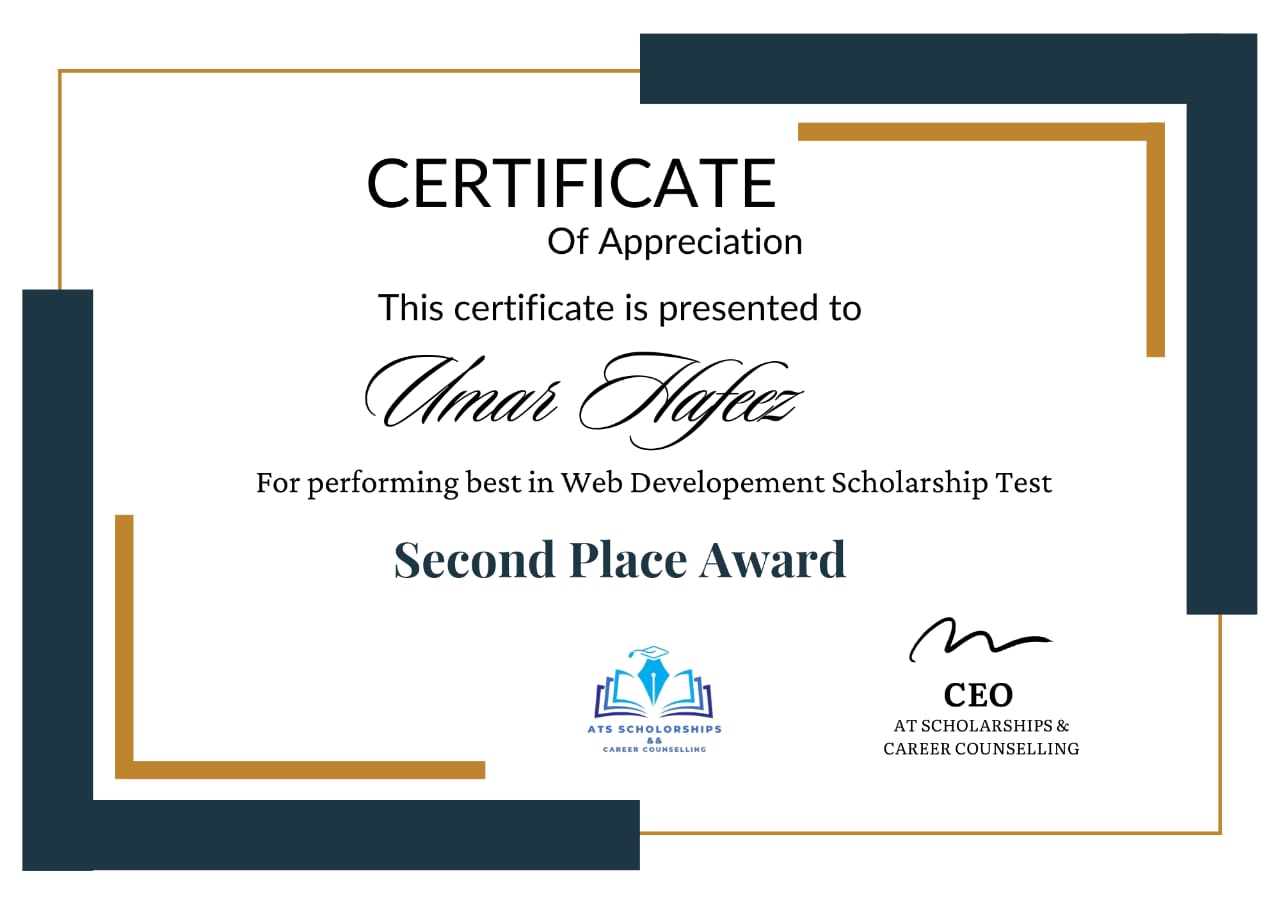 CERTIFICATE
Of Appreciation
This certificate is presented to
Umar Hafeez
For performing best in Web Developement Scholarship Test
Second Place Award
ATS SCHOLORSHIPS
&&
CAREER COUNSELLING
CEO
AT SCHOLARSHIPS &
CAREER COUNSELLING